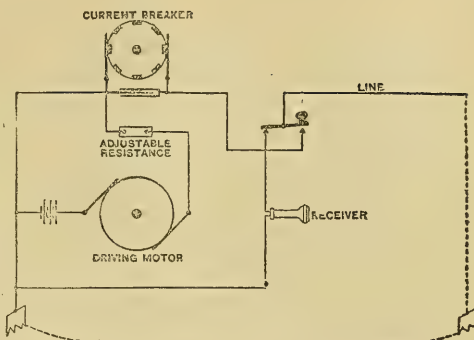 CURRENT BREAKER
LINE
ADJUSTABLE
RESISTANCE
RECEIVER
DRIVING MOTOR